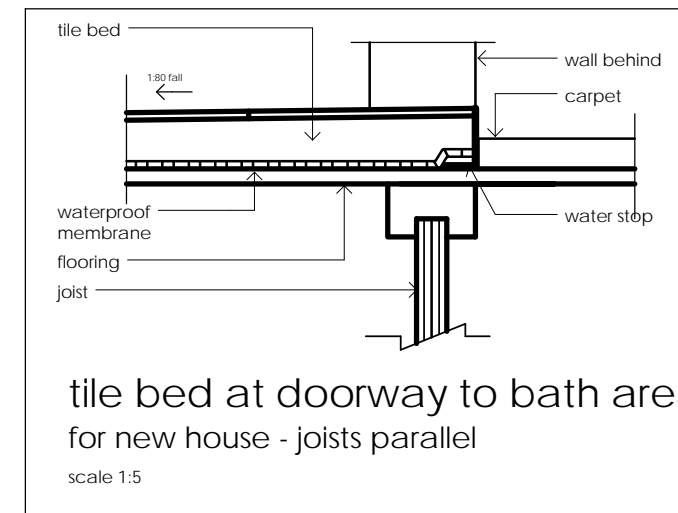 tile bed
1:80 fall
wall behind
carpet
waterproof
membrane
water stop
flooring
joist
tile bed at doorway to bath
for new house - joists parallel
scale 1:5